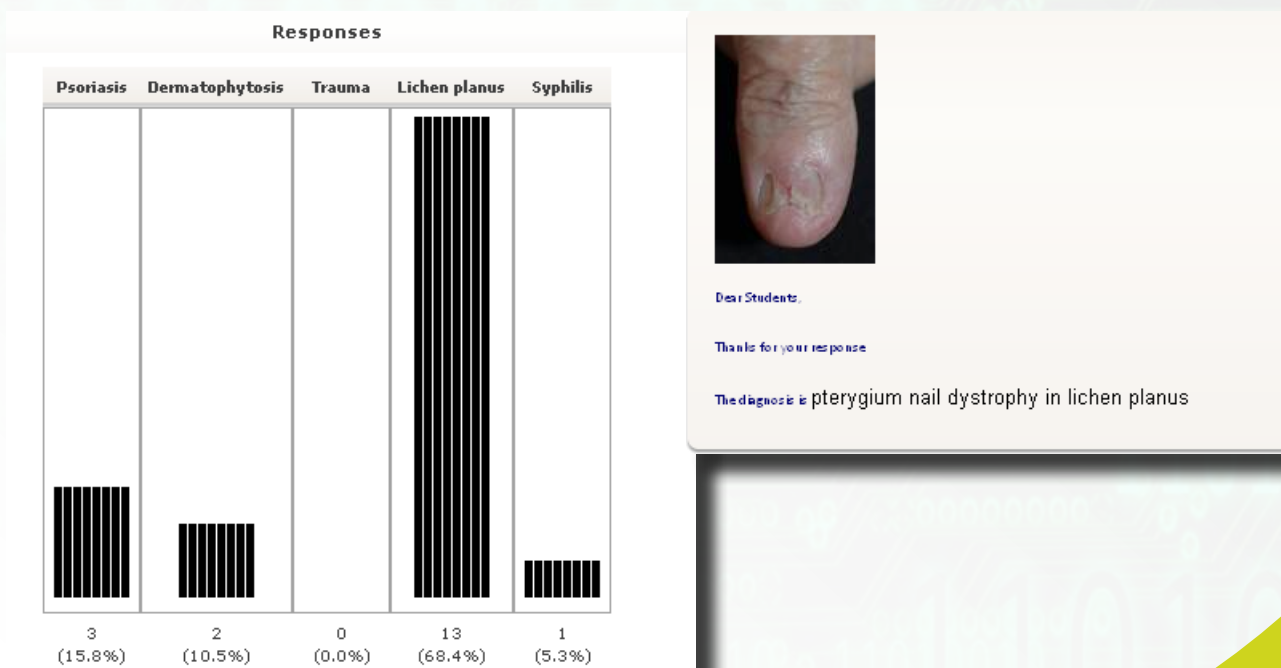 Responses
Psoriasis Dermatophytosis Trauma Lichen planus Syphilis
3 2 0 13 1
(15.8%) (10.5%) (0.0%) (68.4%) (5.3%)
Dear Students,
Thanks for your response
The diagnosis is pterygium nail dystrophy in lichen planus